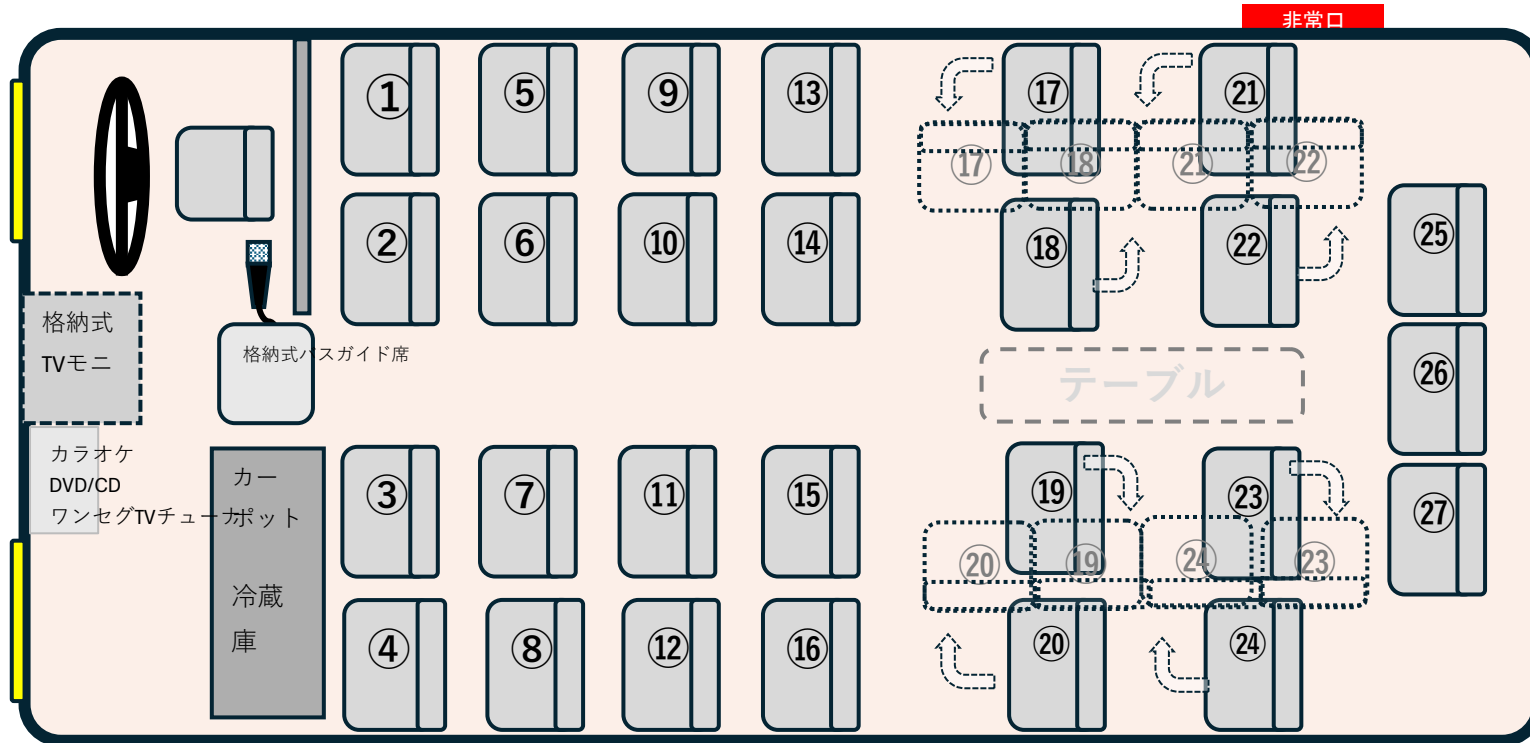 非常口
① ⑤ ⑨ ⑬ ⑰ ㉑
⑰ ⑱ ㉑ ㉒
② ⑥ ⑩ ⑭ ⑱ ㉒ ㉕
格納式
TVモニ
格納式バスガイド席
テーブル
㉖
カラオケ
DVD/CD
ワンセグTVチューナ
カー
ポット
冷蔵
庫
③ ⑦ ⑪ ⑮ ⑲ ㉓ ㉗
⑳ ⑲ ㉔ ㉓
④ ⑧ ⑫ ⑯ ⑳ ㉔